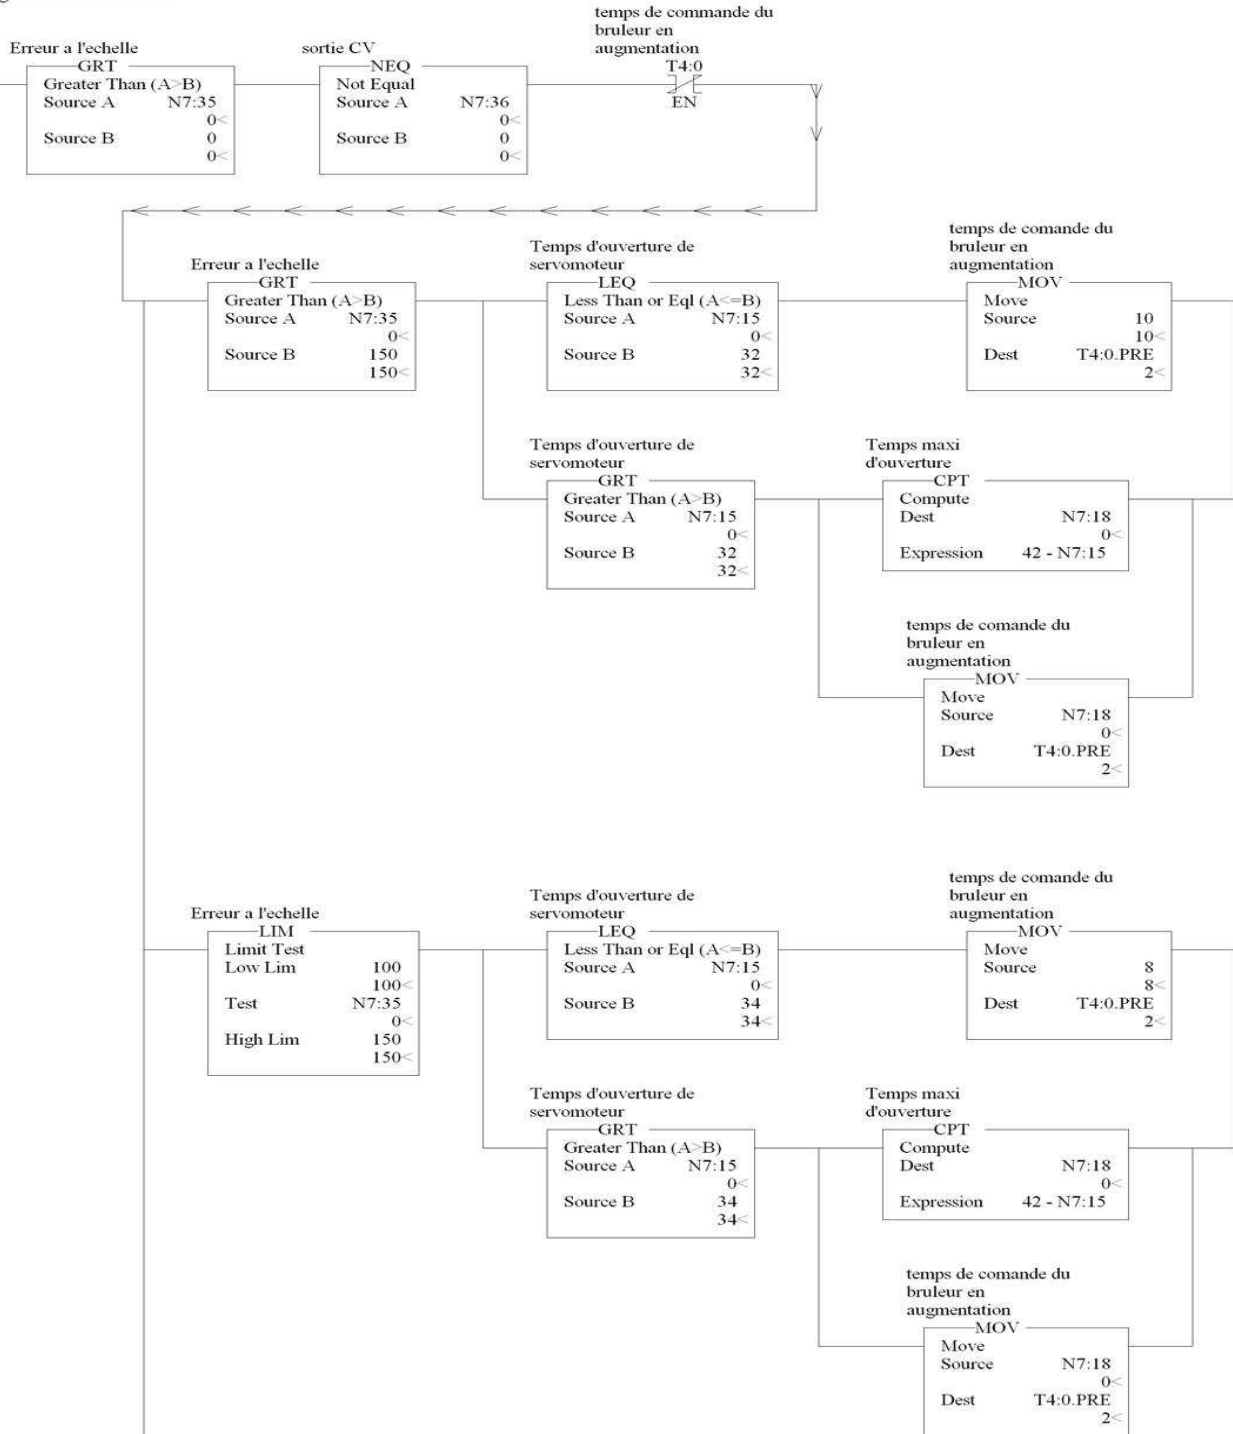 temps de commande du
bruleur en
augmentation
Erreur a l'echelle
sortie CV
T4:0
GRT
NEQ
Greater Than (A>B)
Not Equal
EN
Source A N7:35
Source A N7:36
0<
0<
Source B 0
Source B 0
0<
0<
temps de comande du
bruleur en
augmentation
Temps d'ouverture de
servomoteur
Erreur a l'echelle
GRT
LEQ
MOV
Greater Than (A>B)
Less Than or Eql (A<=B)
Move
Source A N7:35
Source A N7:15
Source 10
0<
0<
10<
Source B 150
Source B 32
Dest T4:0.PRE
150<
32<
2<
Temps d'ouverture de
servomoteur
Temps maxi
d'ouverture
GRT
CPT
Greater Than (A>B)
Compute
Source A N7:15
Dest N7:18
0<
0<
Source B 32
Expression 42 - N7:15
32<
temps de comande du
bruleur en
augmentation
MOV
Move
Source N7:18
0<
Dest T4:0.PRE
2<
temps de comande du
bruleur en
augmentation
Temps d'ouverture de
servomoteur
Erreur a l'echelle
LIM
LEQ
MOV
Limit Test
Less Than or Eql (A<=B)
Move
Low Lim 100
Source A N7:15
Source 8
100<
0<
8<
Test N7:35
Source B 34
Dest T4:0.PRE
0<
34<
2<
High Lim 150
150<
Temps d'ouverture de
servomoteur
Temps maxi
d'ouverture
GRT
CPT
Greater Than (A>B)
Compute
Source A N7:15
Dest N7:18
0<
0<
Source B 34
Expression 42 - N7:15
34<
temps de comande du
bruleur en
augmentation
MOV
Move
Source N7:18
0<
Dest T4:0.PRE
2<